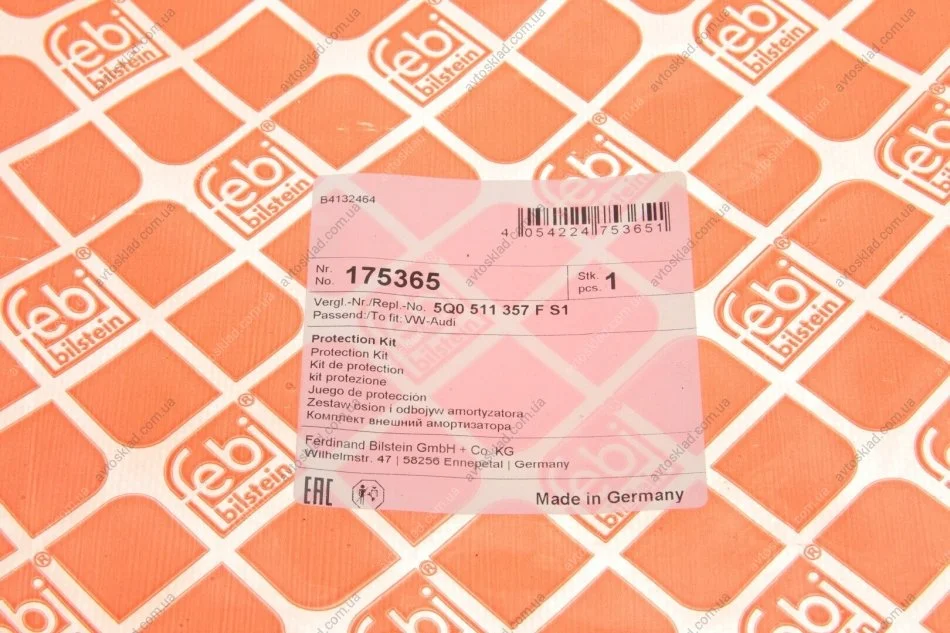 febi
bilstein
®
B4132464
4 054224 753651
Nr.
No. 175365
Stk.
pcs. 1
Vergl.-Nr./Repl.-No. 5Q0 511 357 F S1
Passend:/To fit: VW-Audi
Protection Kit
Protection Kit
Kit de protection
kit protezione
Juego de protección
Zestaw osion i odbojyw amortyzatora
Комплект внешний амортизатора
Ferdinand Bilstein GmbH + Co. KG
Wilhelmstr. 47 | 58256 Ennepetal | Germany
EAC
Made in Germany
avtosklad.com.ua